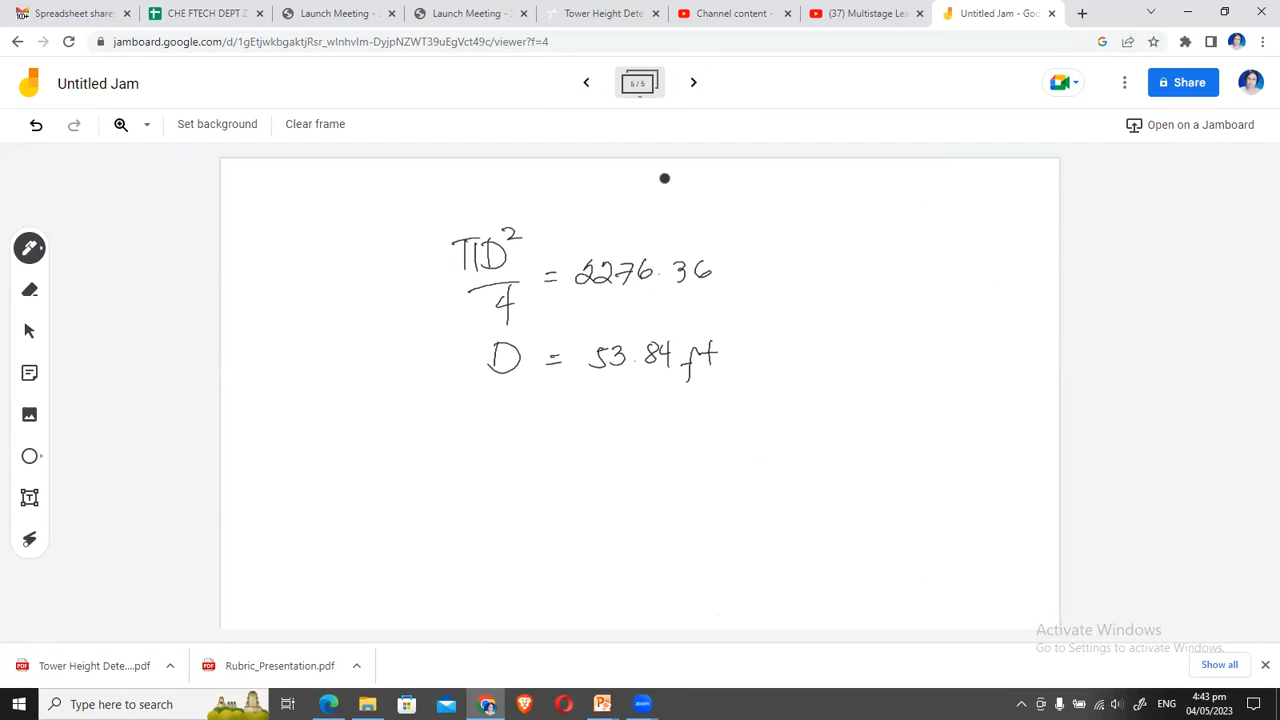 Spreadsheet share
CHE FTECH DEPT Z
Launch Meeting -
Launch Meeting - Z
Tower Height Dete
Channel content -
(37) Multistage Lea
Untitled Jam - Goo
jamboard.google.com/d/1gEtjwkbgaktjRsr_wInhvIm-DyjpNZWT39uEgVct49c/viewer?f=4
Untitled Jam
5 / 5
Share
Set background
Clear frame
Open on a Jamboard
πD²/4 = 2276.36
D = 53.84 ft
Activate Windows
Go to Settings to activate Windows.
Tower Height Dete....pdf
Rubric_Presentation.pdf
Show all
Type here to search
zoom
ENG
4:43 pm
04/05/2023